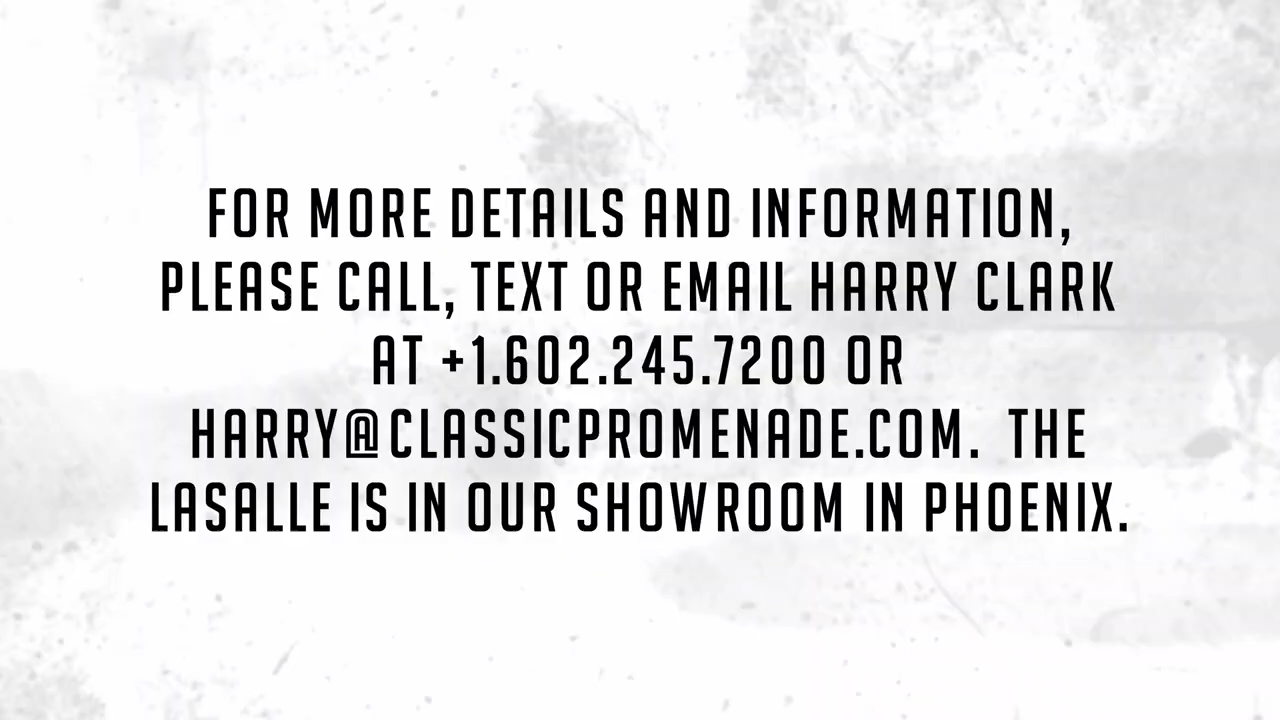 FOR MORE DETAILS AND INFORMATION,
PLEASE CALL, TEXT OR EMAIL HARRY CLARK
AT +1.602.245.7200 OR
HARRY@CLASSICPROMENADE.COM.  THE
LASALLE IS IN OUR SHOWROOM IN PHOENIX.